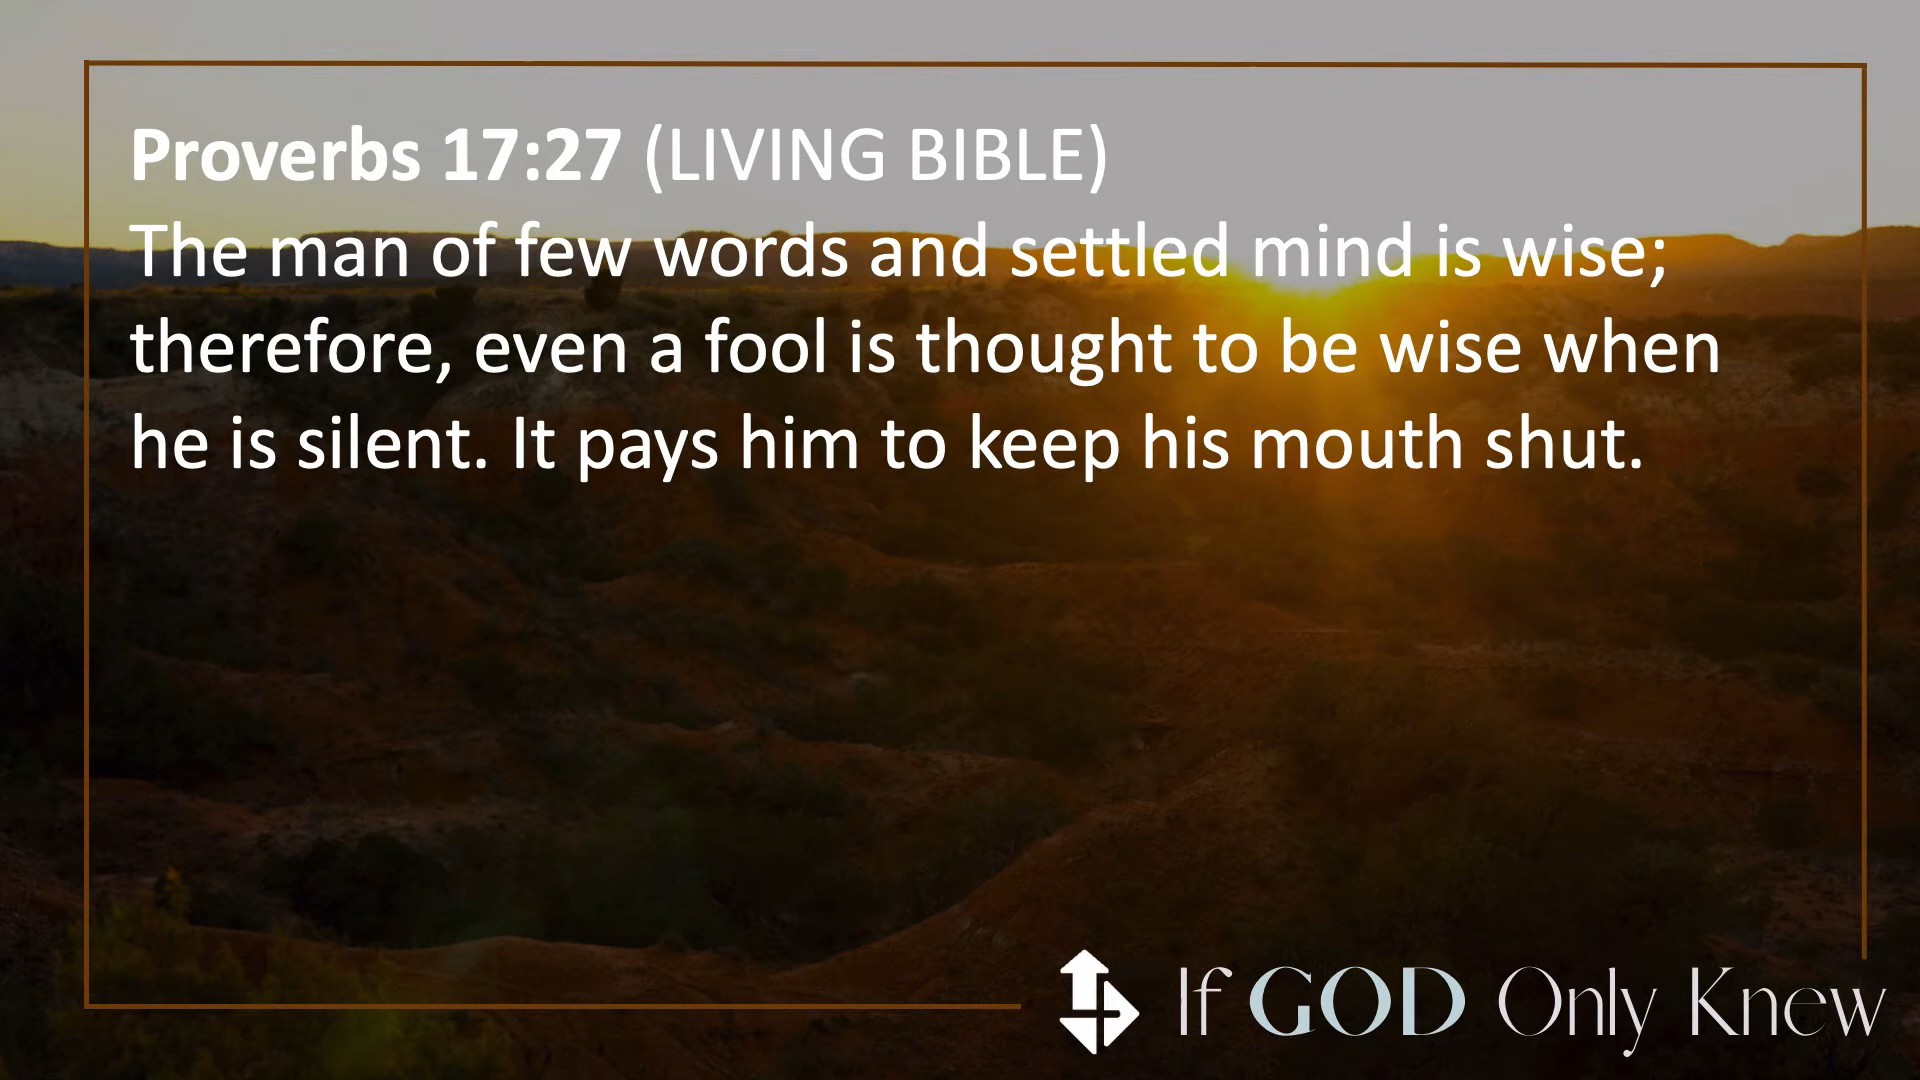 Proverbs 17:27 (LIVING BIBLE)
The man of few words and settled mind is wise;
therefore, even a fool is thought to be wise when
he is silent. It pays him to keep his mouth shut.
If GOD Only Knew